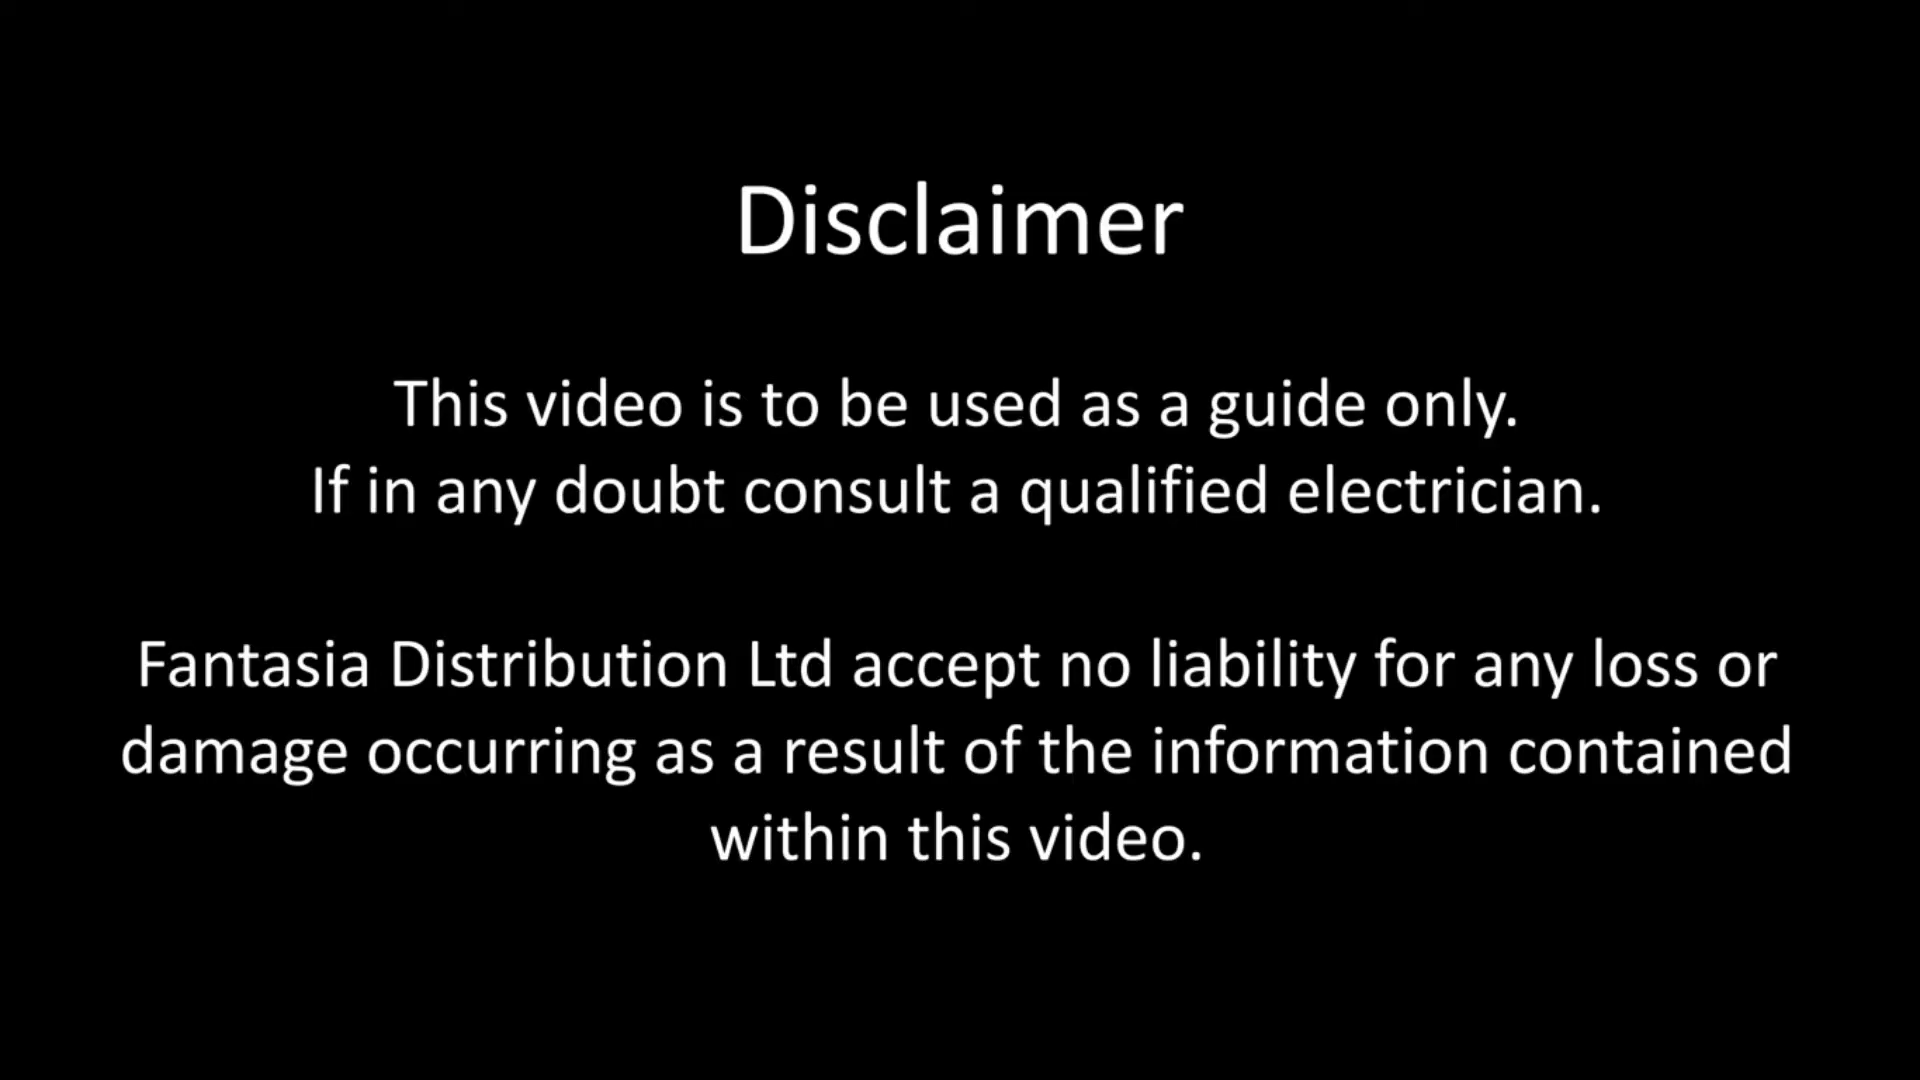 Disclaimer
This video is to be used as a guide only.
If in any doubt consult a qualified electrician.
Fantasia Distribution Ltd accept no liability for any loss or
damage occurring as a result of the information contained
within this video.